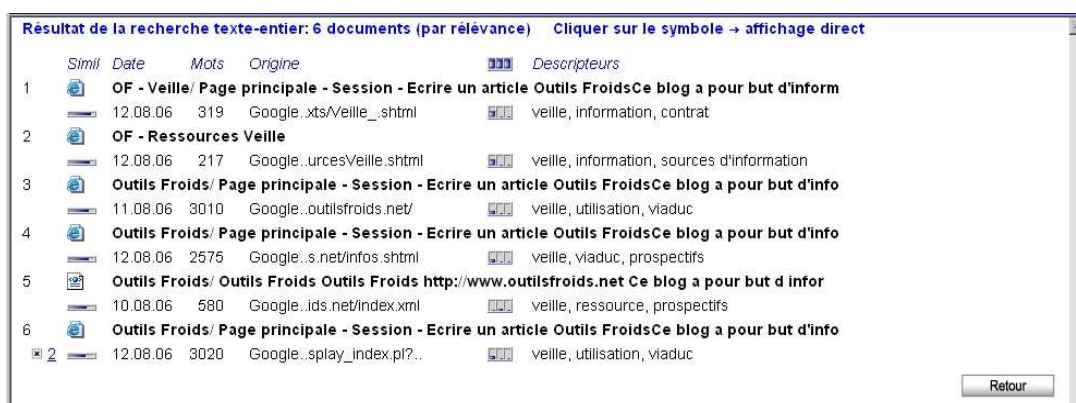 Résultat de la recherche texte-entier: 6 documents (par rélévance) Cliquer sur le symbole → affichage direct
Simil Date Mots Origine Descripteurs
1 OF - Veille/ Page principale - Session - Ecrire un article Outils FroidsCe blog a pour but d'inform
12.08.06 319 Google..xts/Veille_.shtml veille, information, contrat
2 OF - Ressources Veille
12.08.06 217 Google..urcesVeille.shtml veille, information, sources d'information
3 Outils Froids/ Page principale - Session - Ecrire un article Outils FroidsCe blog a pour but d'info
11.08.06 3010 Google..outilsfroids.net/ veille, utilisation, viaduc
4 Outils Froids/ Page principale - Session - Ecrire un article Outils FroidsCe blog a pour but d'info
12.08.06 2575 Google..s.net/infos.shtml veille, viaduc, prospectifs
5 Outils Froids/ Outils Froids Outils Froids http://www.outilsfroids.net Ce blog a pour but d infor
10.08.06 580 Google..ids.net/index.xml veille, ressource, prospectifs
6 Outils Froids/ Page principale - Session - Ecrire un article Outils FroidsCe blog a pour but d'info
2 12.08.06 3020 Google..splay_index.pl?.. veille, utilisation, viaduc
Retour